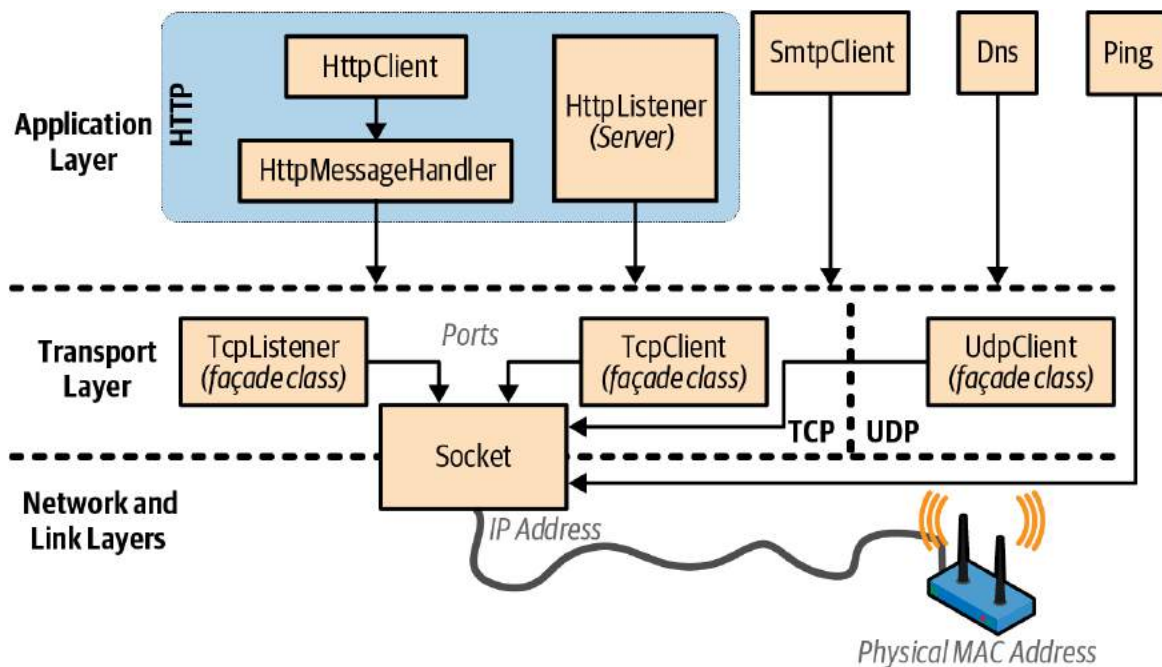 Application
Layer
HTTP
HttpClient
HttpMessageHandler
HttpListener
(Server)
SmtpClient
Dns
Ping
Transport
Layer
TcpListener
(façade class)
Ports
TcpClient
(façade class)
UdpClient
(façade class)
TCP
UDP
Socket
Network and
Link Layers
IP Address
Physical MAC Address